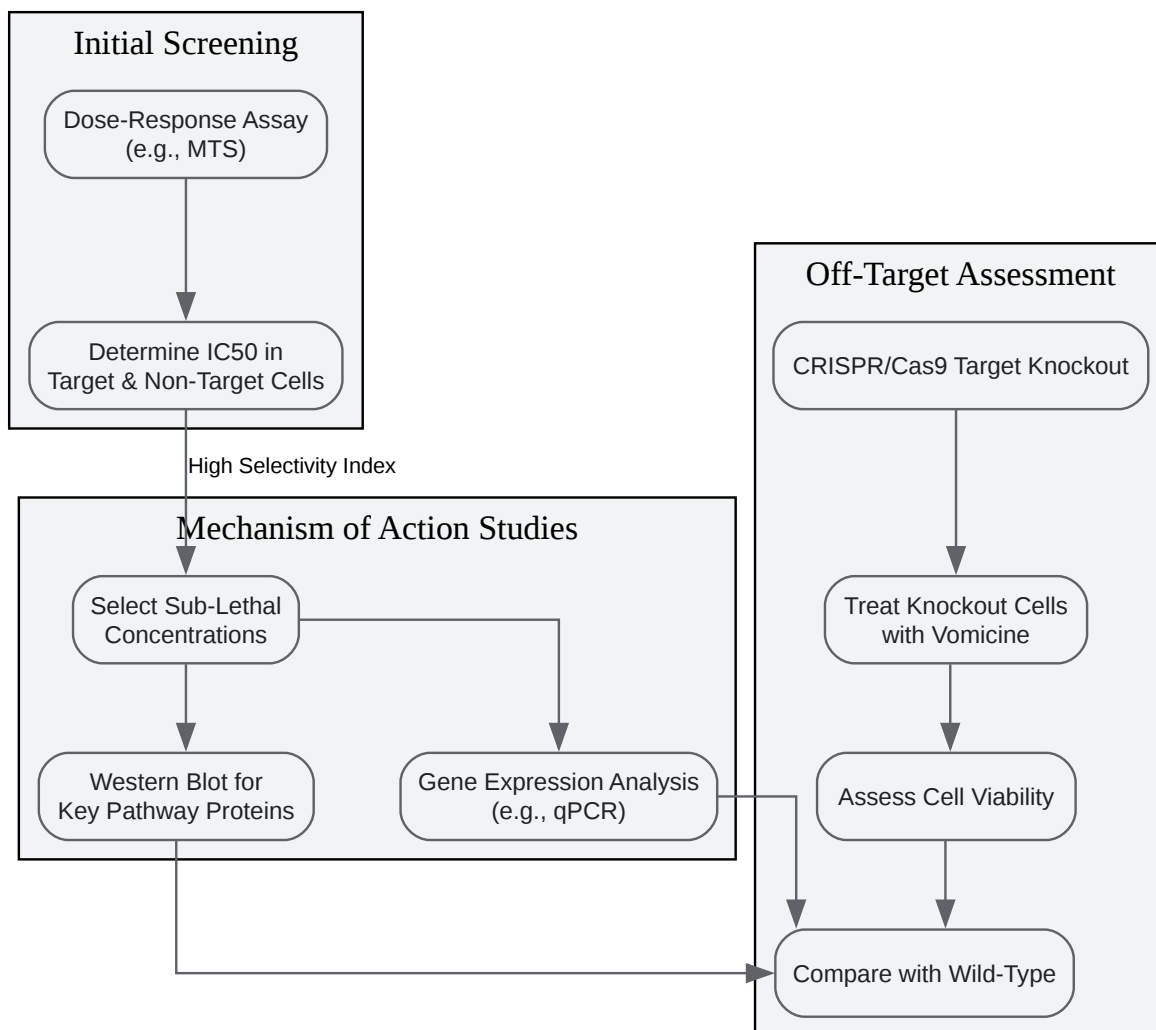 Initial Screening
Dose-Response Assay
(e.g., MTS)
Determine IC50 in
Target & Non-Target Cells
High Selectivity Index
Mechanism of Action Studies
Select Sub-Lethal
Concentrations
Western Blot for
Key Pathway Proteins
Gene Expression Analysis
(e.g., qPCR)
Off-Target Assessment
CRISPR/Cas9 Target Knockout
Treat Knockout Cells
with Vomicine
Assess Cell Viability
Compare with Wild-Type